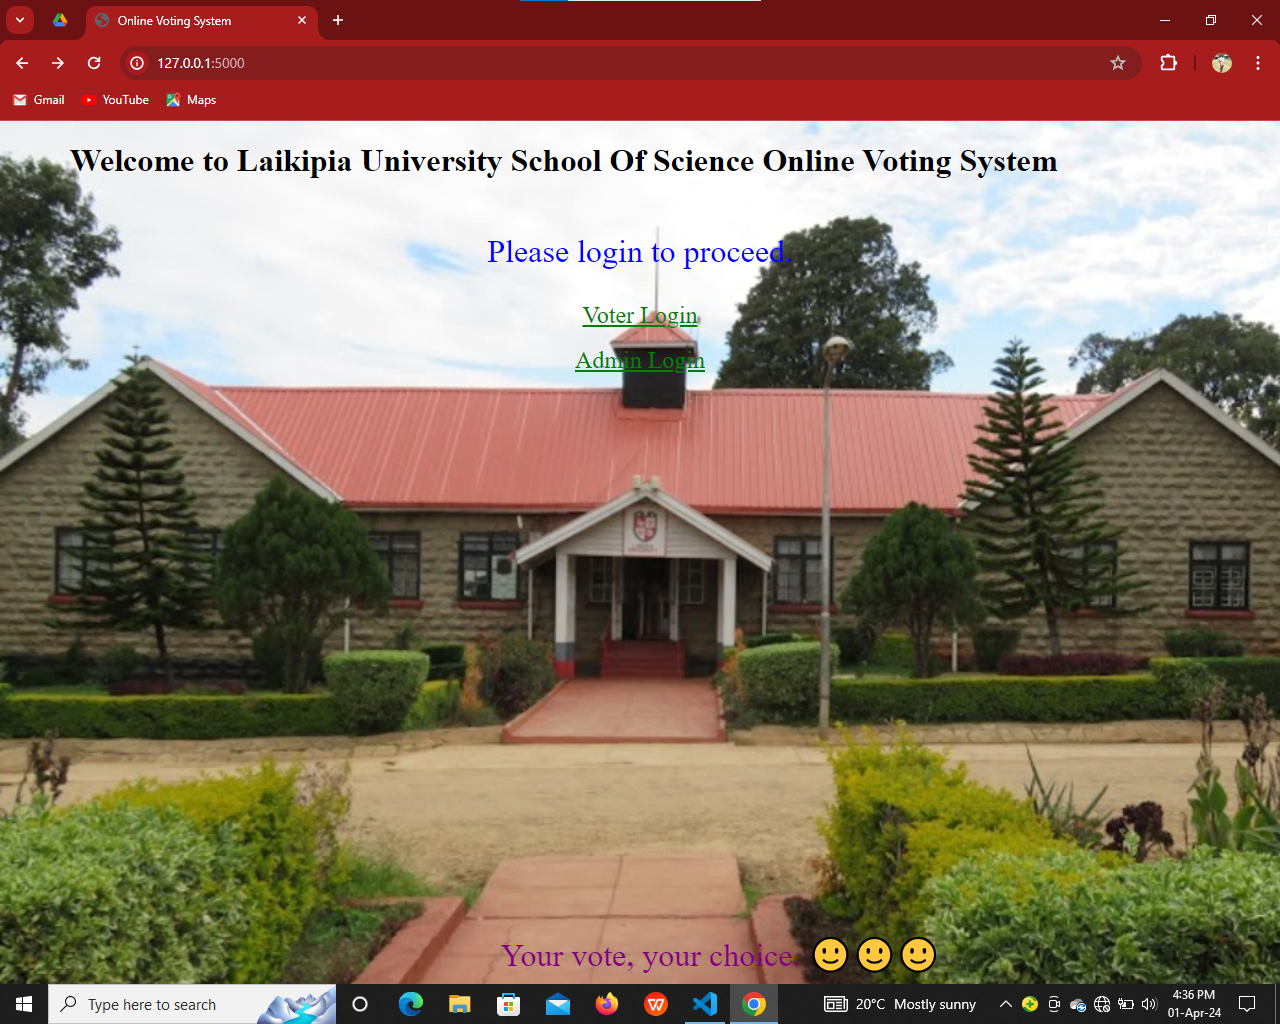 Online Voting System
127.0.0.1:5000
Gmail YouTube Maps
Welcome to Laikipia University School Of Science Online Voting System
Please login to proceed.
Voter Login
Admin Login
Your vote, your choice. 🙂🙂🙂
Type here to search
20°C Mostly sunny
4:36 PM
01-Apr-24